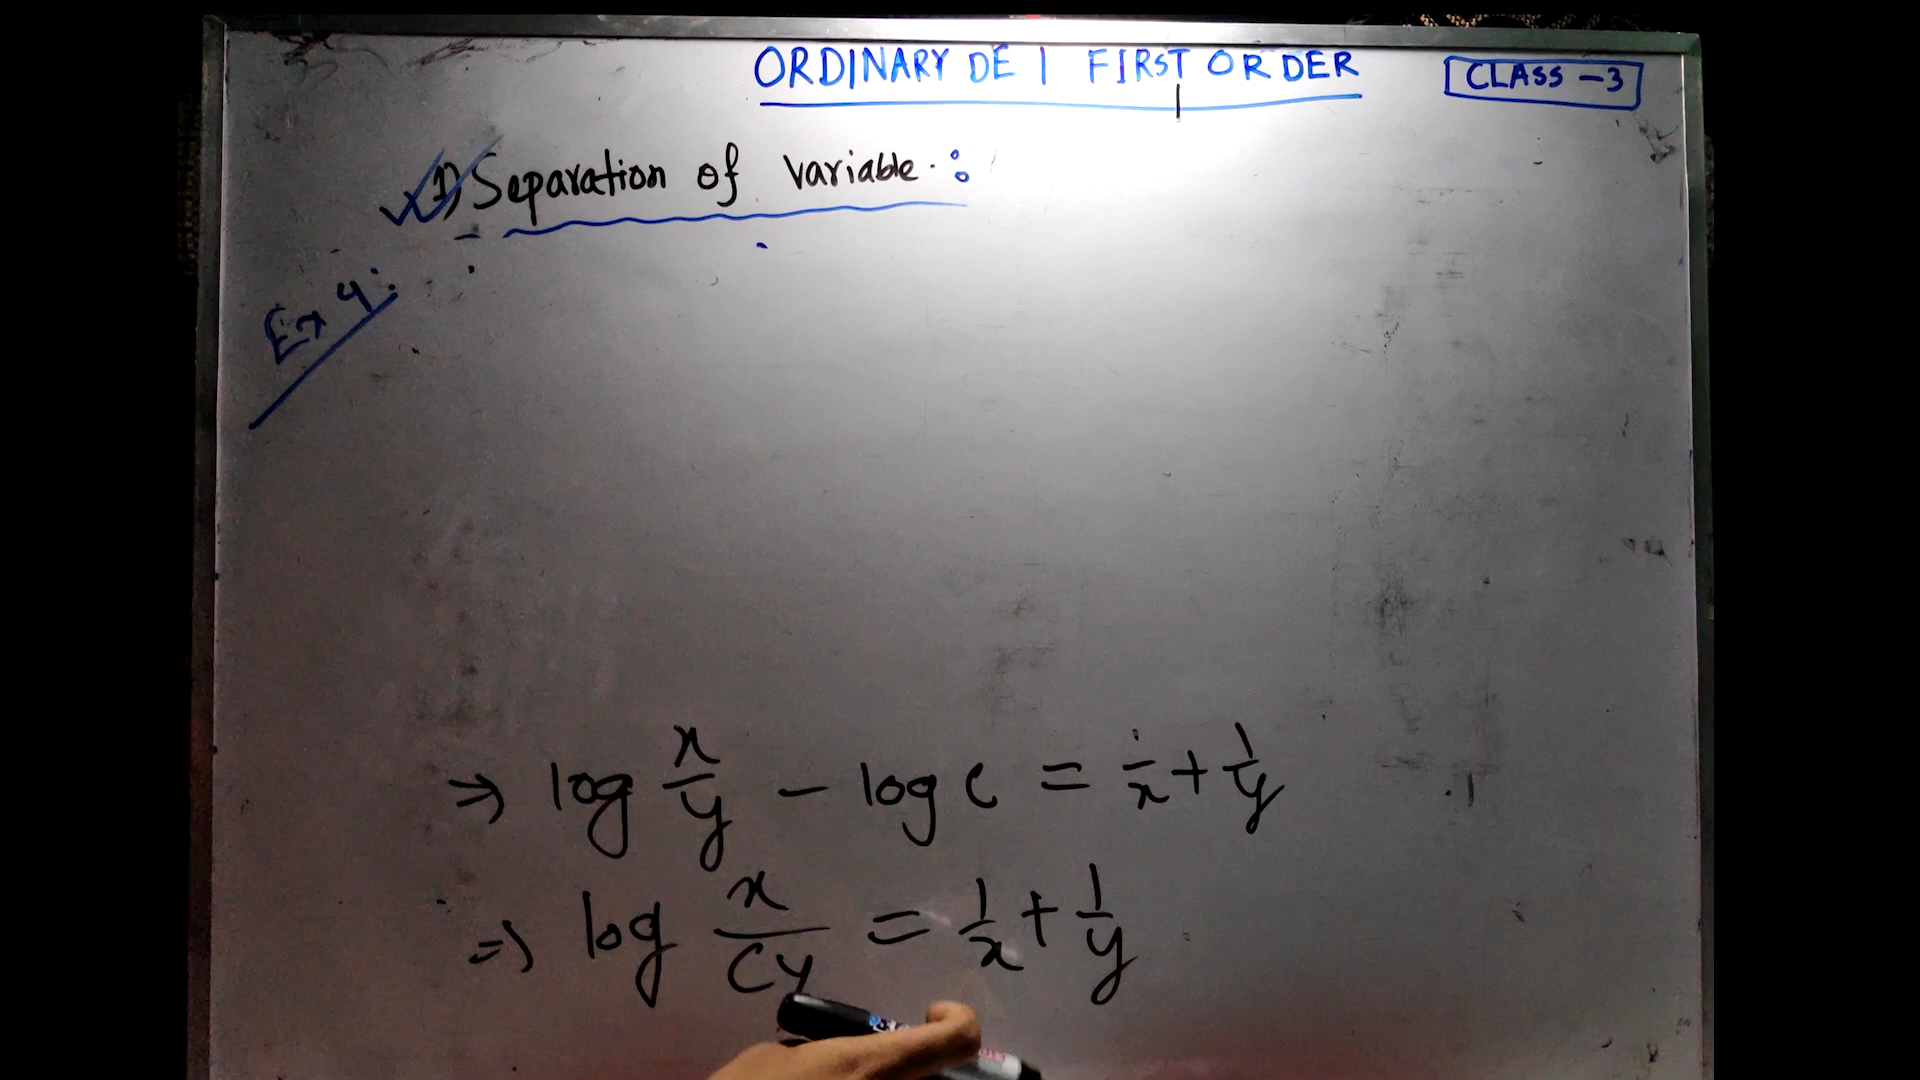 ORDINARY DE | FIRST ORDER
CLASS - 3
1) Separation of variable :
Ex 4:
⇒ log x/y - log c = 1/x + 1/y
⇒ log x/cy = 1/x + 1/y